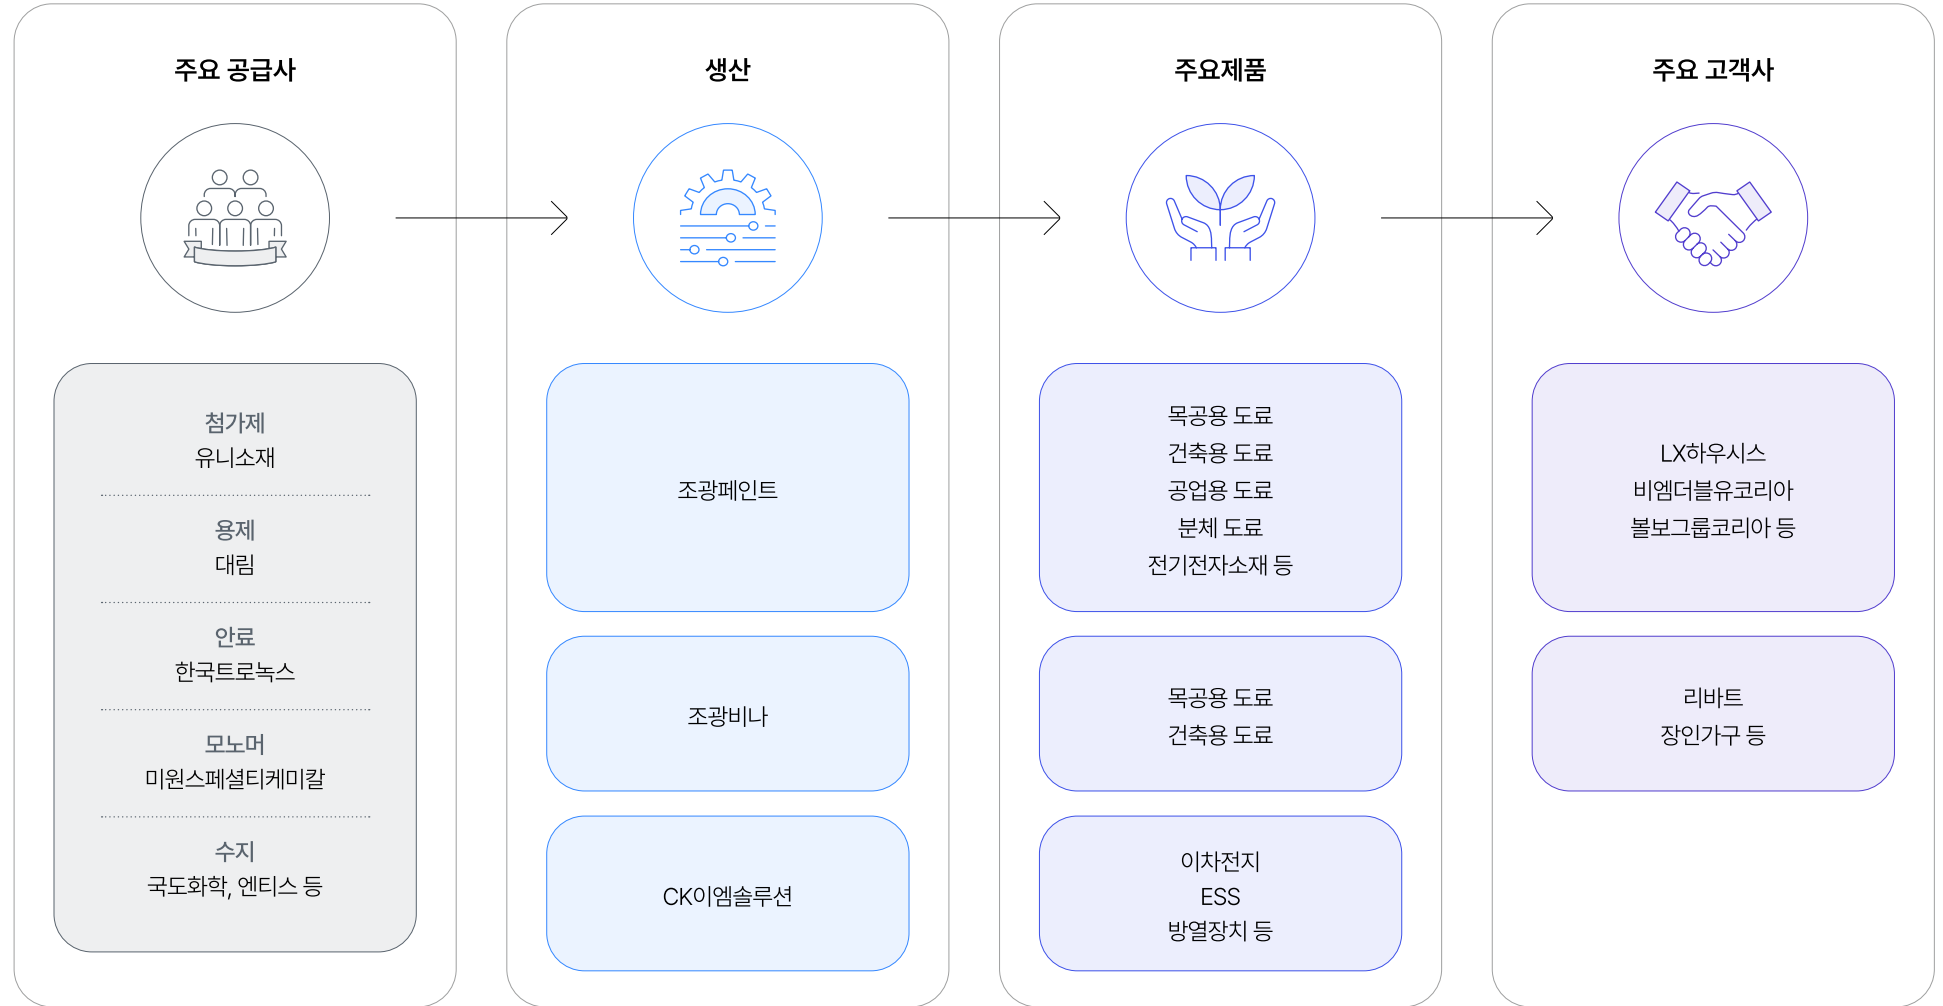 주요 공급사
첨가제
유니소재
용제
대림
안료
한국트로녹스
모노머
미원스페셜티케미칼
수지
국도화학, 엔티스 등
생산
조광페인트
조광비나
CK이엠솔루션
주요제품
목공용 도료
건축용 도료
공업용 도료
분체 도료
전기전자소재 등
목공용 도료
건축용 도료
이차전지
ESS
방열장치 등
주요 고객사
LX하우시스
비엠더블유코리아
볼보그룹코리아 등
리바트
장인가구 등